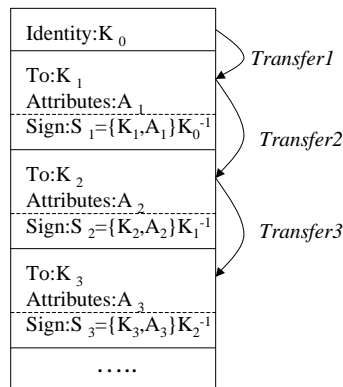 Identity:K 0
Transfer1
To:K 1
Attributes:A 1
Sign:S 1={K1,A1}K0-1
Transfer2
To:K 2
Attributes:A 2
Sign:S 2={K2,A2}K1-1
Transfer3
To:K 3
Attributes:A 3
Sign:S 3={K3,A3}K2-1
.....